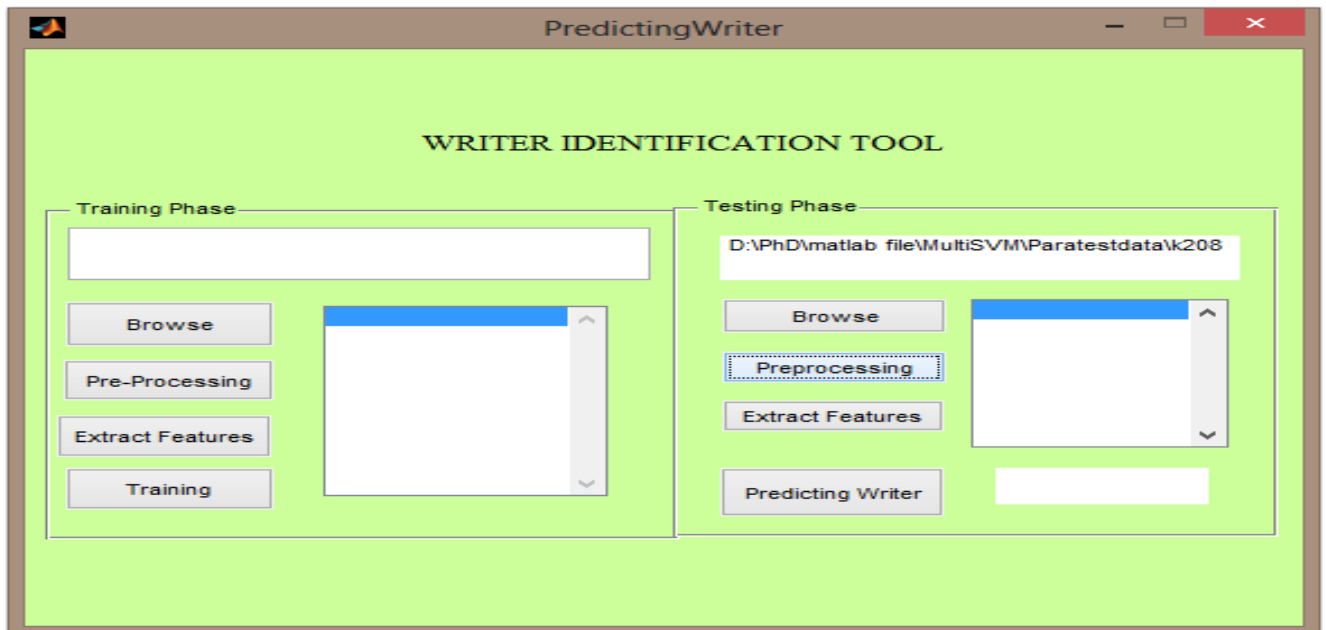 PredictingWriter
WRITER IDENTIFICATION TOOL
Training Phase
Browse
Pre-Processing
Extract Features
Training
Testing Phase
D:\PhD\matlab file\MultiSVM\Paratestdata\k208
Browse
Preprocessing
Extract Features
Predicting Writer